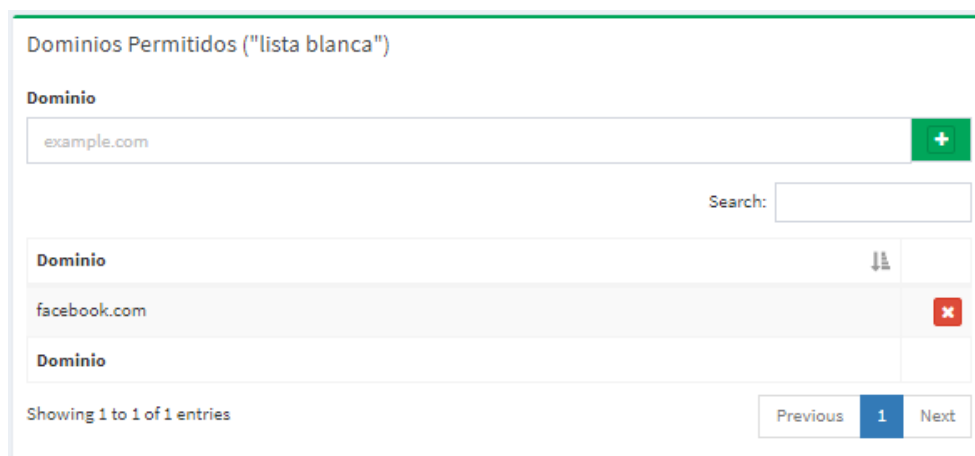 Dominios Permitidos ("lista blanca")
Dominio
example.com
Search:
Dominio
facebook.com
Dominio
Showing 1 to 1 of 1 entries
Previous 1 Next